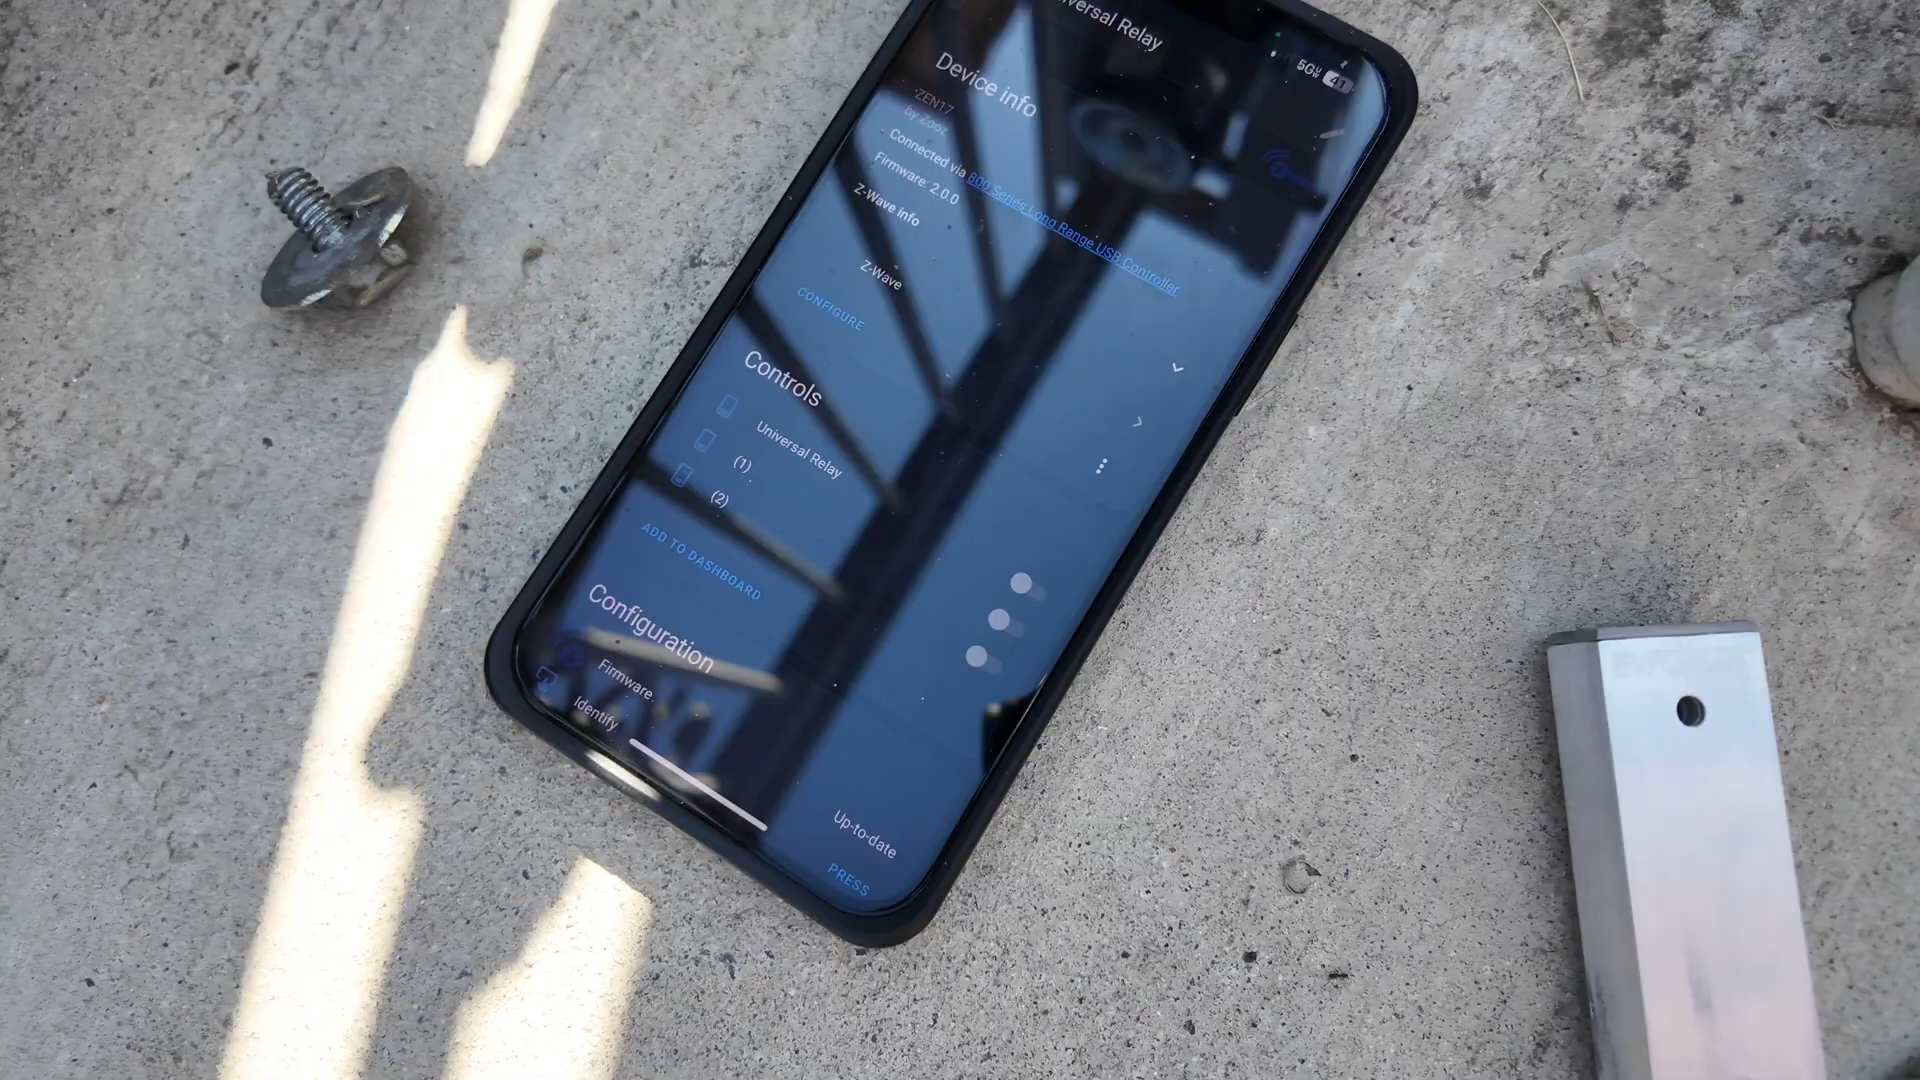 Universal Relay
5G
41
Device info
ZEN17
by Zooz
Connected via 800 Series Long Range USB Controller
Firmware: 2.0.0
Z-Wave info
Z-Wave
CONFIGURE
Controls
Universal Relay
(1)
(2)
ADD TO DASHBOARD
Configuration
Firmware
Up-to-date
Identify
PRESS